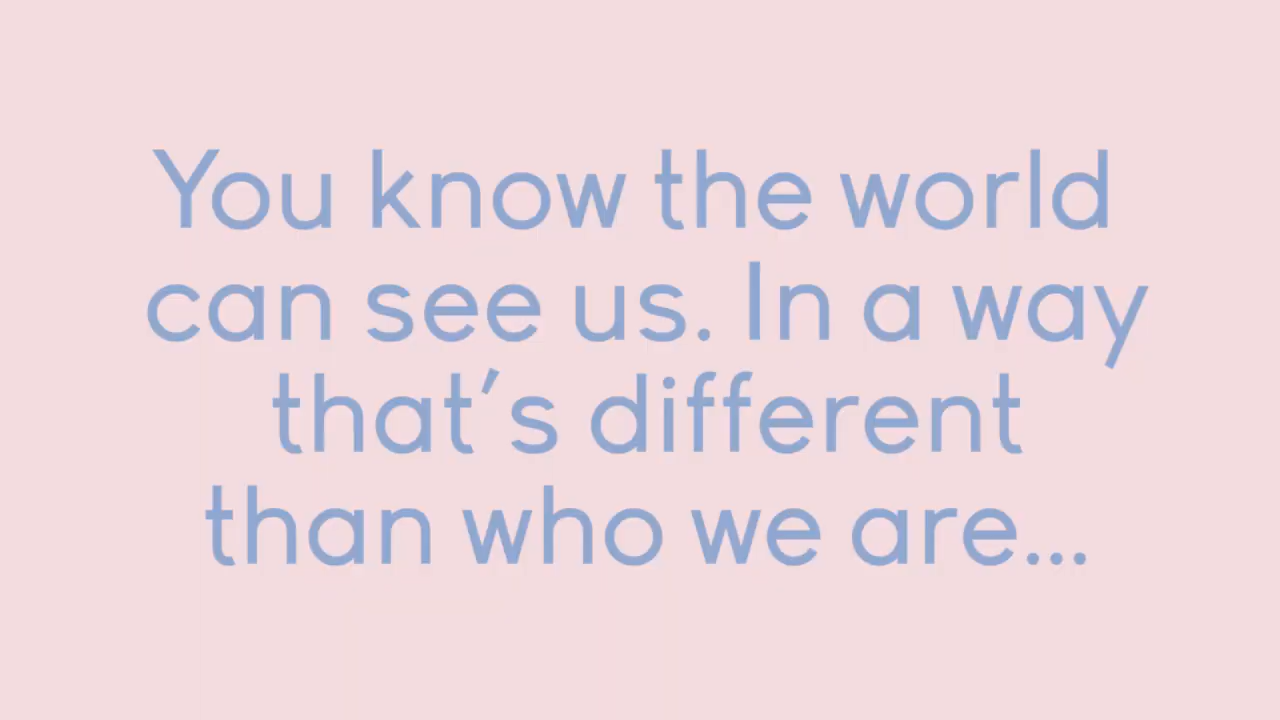 You know the world
can see us. In a way
that's different
than who we are...